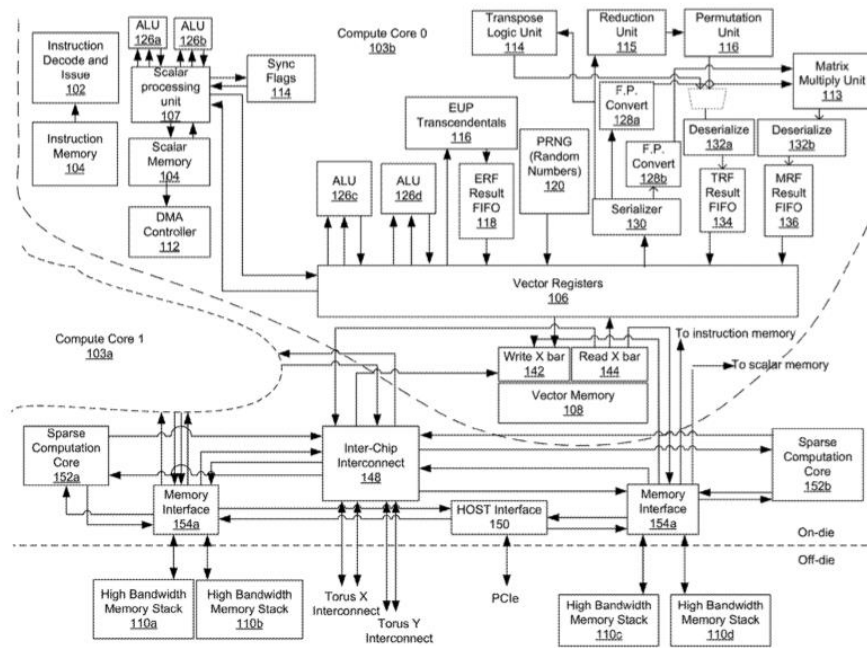 ALU
126a
ALU
126b
Compute Core 0
103b
Transpose
Logic Unit
114
Reduction Unit
115
Permutation
Unit
116
Instruction
Decode and
Issue
102
Scalar
processing
unit
107
Sync
Flags
114
Matrix
Multiply Unit
113
F.P.
Convert
128a
EUP
Transcendentals
116
PRNG
(Random
Numbers)
120
Deserialize
132a
Deserialize
132b
Instruction
Memory
104
Scalar
Memory
104
F.P.
Convert
128b
ALU
126c
ALU
126d
ERF
Result
FIFO
118
TRF
Result
FIFO
134
MRF
Result
FIFO
136
DMA
Controller
112
Serializer
130
Vector Registers
106
Compute Core 1
103a
To instruction memory
Write X bar
142
Read X bar
144
To scalar memory
Vector Memory
108
Sparse
Computation
Core
152a
Inter-Chip
Interconnect
148
Sparse
Computation
Core
152b
Memory
Interface
154a
HOST Interface
150
Memory
Interface
154a
On-die
Off-die
High Bandwidth
Memory Stack
110a
High Bandwidth
Memory Stack
110b
Torus X
Interconnect
Torus Y
Interconnect
PCIe
High Bandwidth
Memory Stack
110c
High Bandwidth
Memory Stack
110d